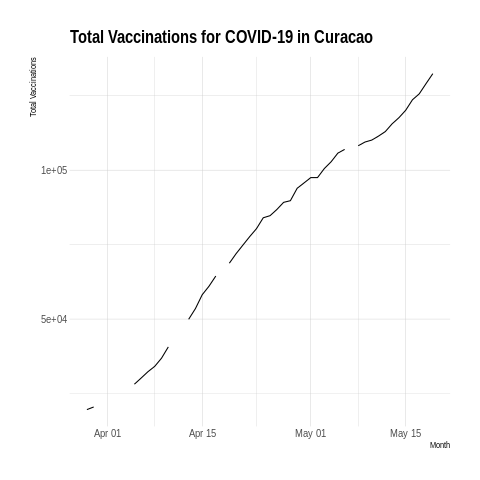 Total Vaccinations for COVID-19 in Curacao
Total Vaccinations
1e+05
5e+04
Apr 01 Apr 15 May 01 May 15
Month